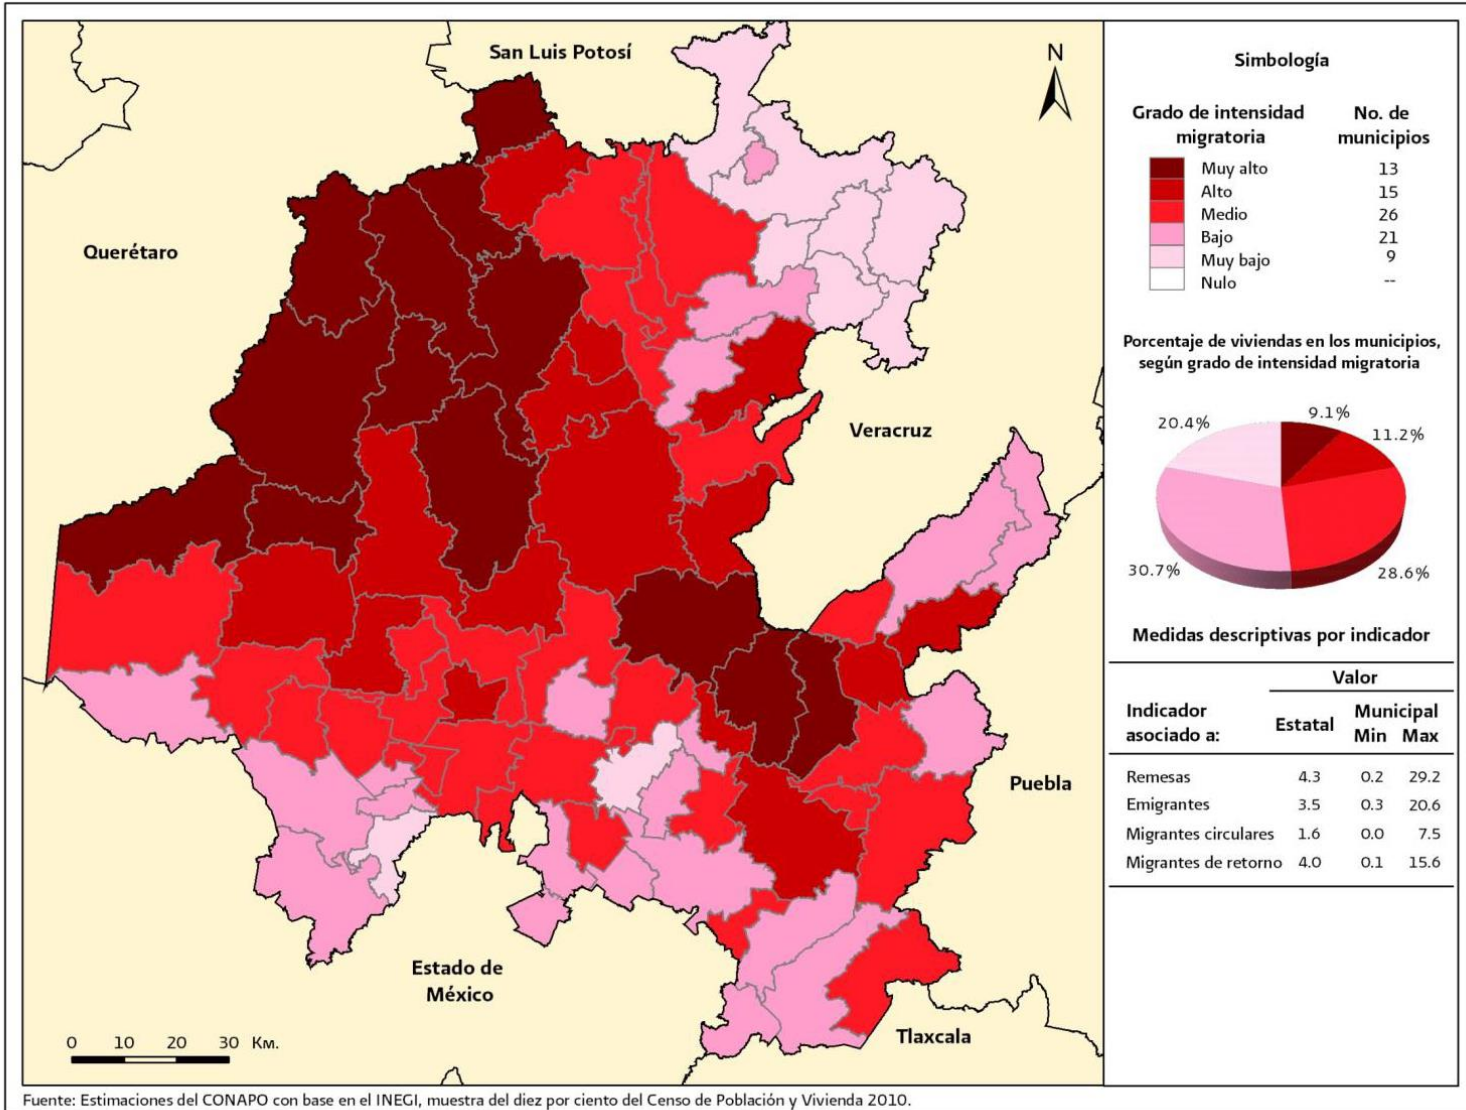 San Luis Potosí
N
Querétaro
Veracruz
Puebla
Estado de
México
Tlaxcala
0 10 20 30 Km.
Simbología
Grado de intensidad
migratoria
No. de
municipios
Muy alto 13
Alto 15
Medio 26
Bajo 21
Muy bajo 9
Nulo --
Porcentaje de viviendas en los municipios,
según grado de intensidad migratoria
20.4%
9.1%
11.2%
30.7%
28.6%
Medidas descriptivas por indicador
Valor
Indicador
asociado a:
Estatal
Municipal
Min Max
Remesas 4.3 0.2 29.2
Emigrantes 3.5 0.3 20.6
Migrantes circulares 1.6 0.0 7.5
Migrantes de retorno 4.0 0.1 15.6
Fuente: Estimaciones del CONAPO con base en el INEGI, muestra del diez por ciento del Censo de Población y Vivienda 2010.